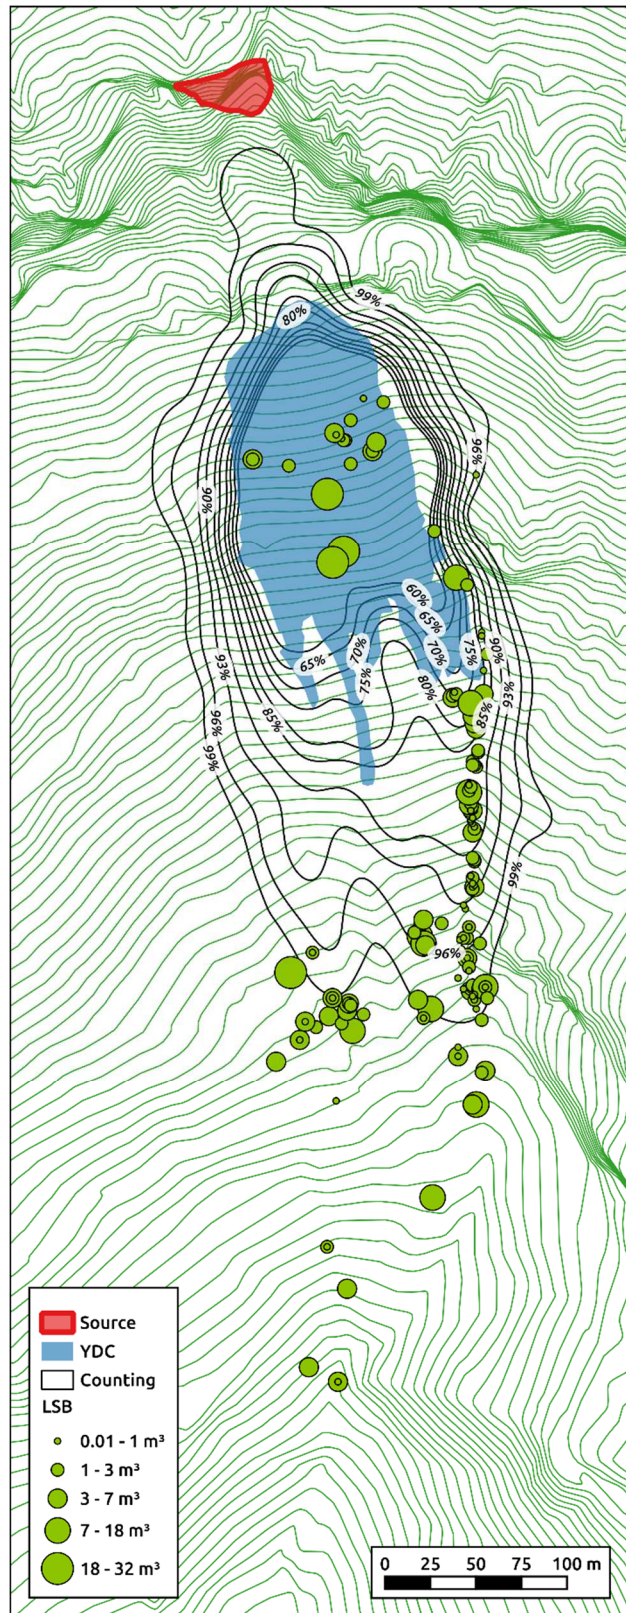 99%
80%
96%
90%
60%
65%
70%
75%
90%
70%
65%
75%
80%
93%
93%
96%
85%
85%
99%
99%
96%
Source
YDC
Counting
LSB
0.01 - 1 m³
1 - 3 m³
3 - 7 m³
7 - 18 m³
18 - 32 m³
0 25 50 75 100 m